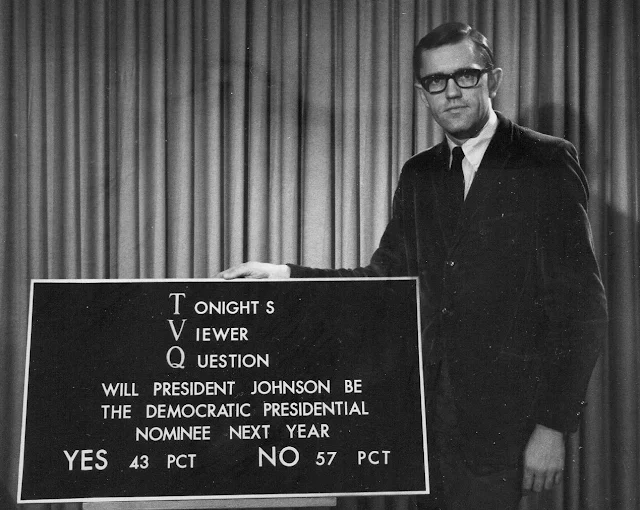 TONIGHT S
VIEWER
QUESTION
WILL PRESIDENT JOHNSON BE
THE DEMOCRATIC PRESIDENTIAL
NOMINEE NEXT YEAR
YES 43 PCT NO 57 PCT